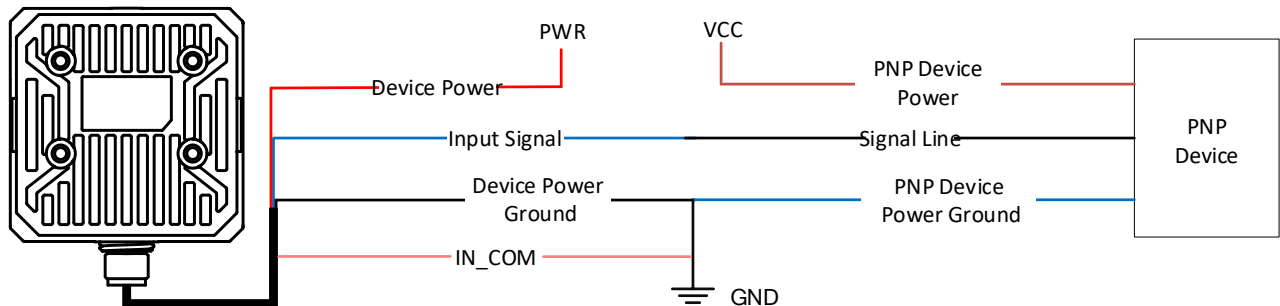 PWR
VCC
Device Power
PNP Device
Power
Input Signal
Signal Line
PNP
Device
Device Power
Ground
PNP Device
Power Ground
IN_COM
GND